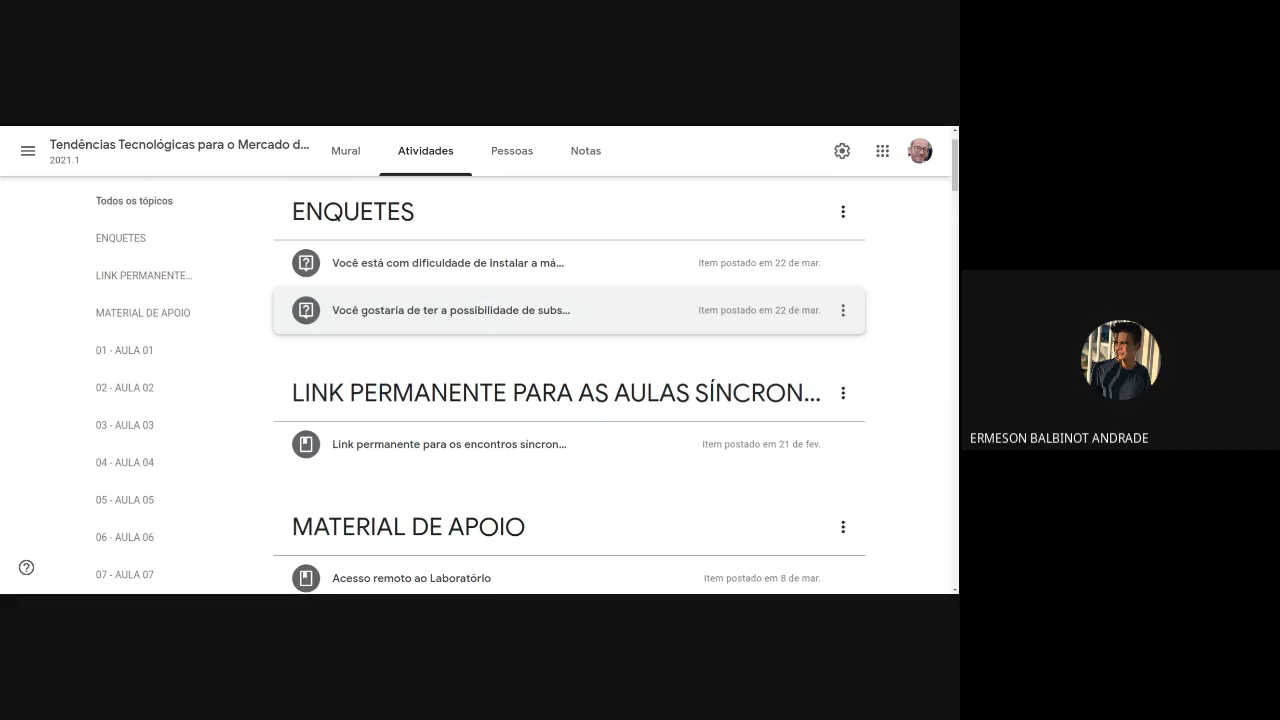 Tendências Tecnológicas para o Mercado d...
2021.1
Mural
Atividades
Pessoas
Notas
Todos os tópicos
ENQUETES
LINK PERMANENTE...
MATERIAL DE APOIO
01 - AULA 01
02 - AULA 02
03 - AULA 03
04 - AULA 04
05 - AULA 05
06 - AULA 06
07 - AULA 07
ENQUETES
Você está com dificuldade de instalar a má... Item postado em 22 de mar.
Você gostaria de ter a possibilidade de subs... Item postado em 22 de mar.
LINK PERMANENTE PARA AS AULAS SÍNCRON...
Link permanente para os encontros síncron... Item postado em 21 de fev.
MATERIAL DE APOIO
Acesso remoto ao Laboratório Item postado em 8 de mar.
ERMESON BALBINOT ANDRADE